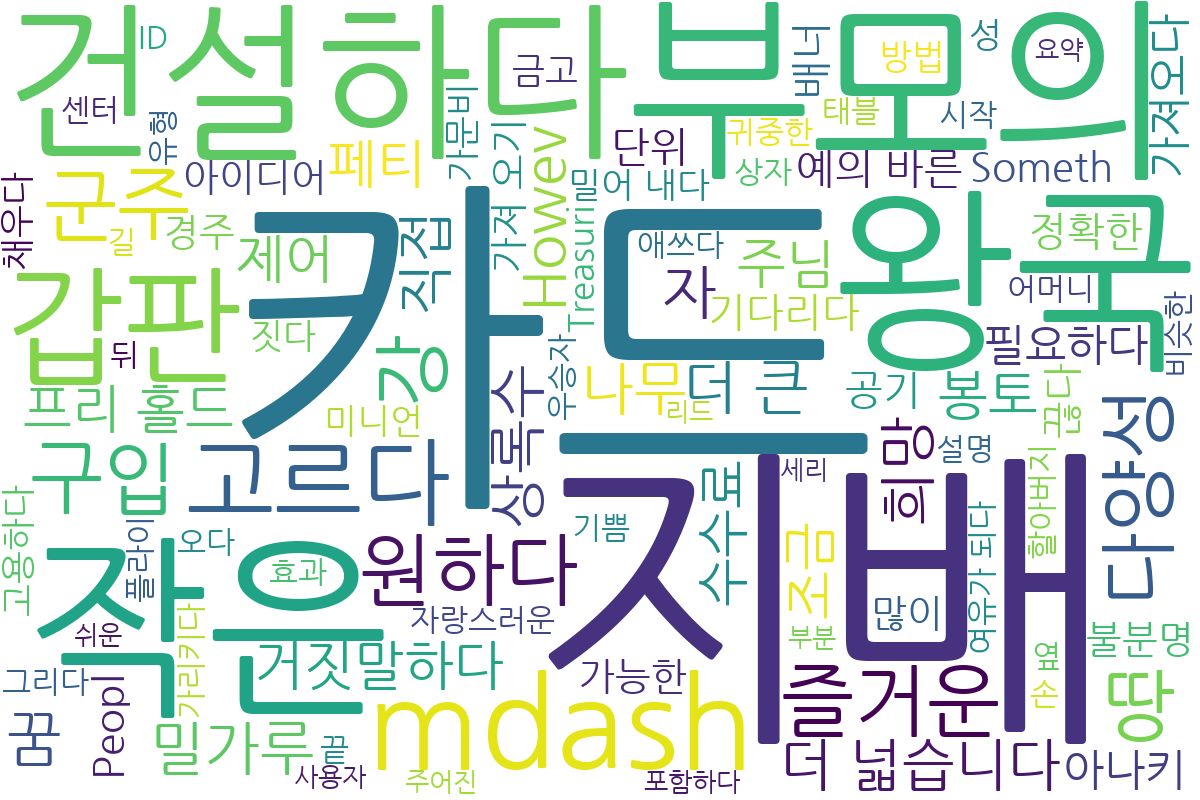 건설하다
부모의
카드
왕국
지배
작은
mdash
갑판
고르다
원하다
즐거운
다양성
구입
군주
거짓말하다
밀가루
꿈
땅
더 넓습니다
아나키
프리 홀드
제어
강
직접
상록수
나무
더 큰
자
주님
기다리다
Howev
Someth
Peopl
Treasuri
페티
아이디어
단위
예의 바른
정확한
필요하다
봉토
공기
희망
수수료
조금
많이
가져오다
가져 오기
가문비
금고
센터
ID
유형
채우다
길
경주
짓다
뒤
미니언
밀어 내다
애쓰다
귀중한
상자
태블
방법
배너
성
요약
시작
어머니
비슷한
끊다
할아버지
설명
세리
리드
우승자
기쁨
고용하다
플라이
오다
효과
쉬운
가리키다
그리다
끝
사용자
주어진
자랑스러운
가능한
포함하다
부분
여유가 되다
옆
손
불분명